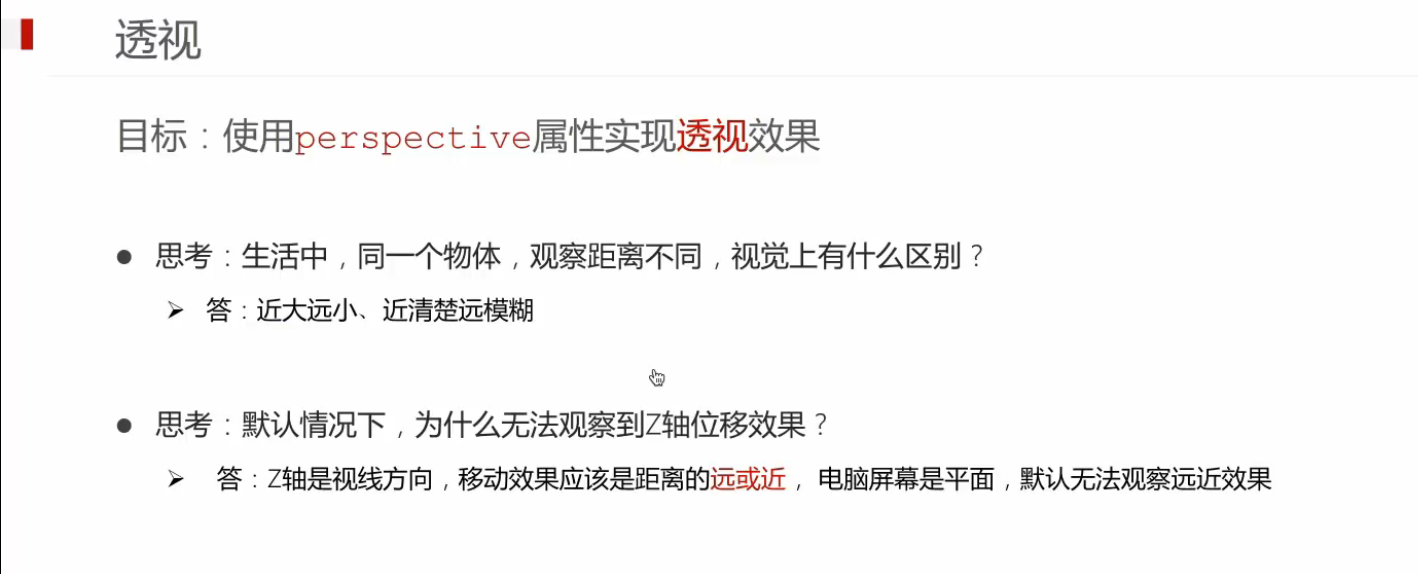 透视
目标：使用perspective属性实现透视效果
● 思考：生活中，同一个物体，观察距离不同，视觉上有什么区别？
➢ 答：近大远小、近清楚远模糊
● 思考：默认情况下，为什么无法观察到Z轴位移效果？
➢ 答：Z轴是视线方向，移动效果应该是距离的远或近， 电脑屏幕是平面，默认无法观察远近效果